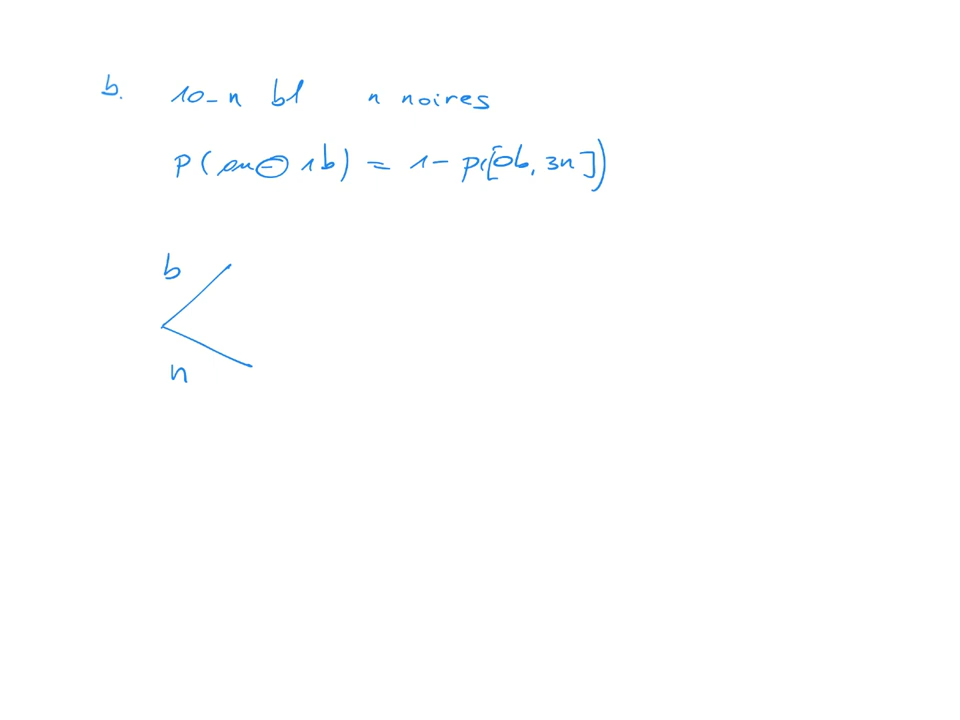 b. 10-n bl n noires
P( au⊖ 1b) = 1- p([0b, 3n])
b
n